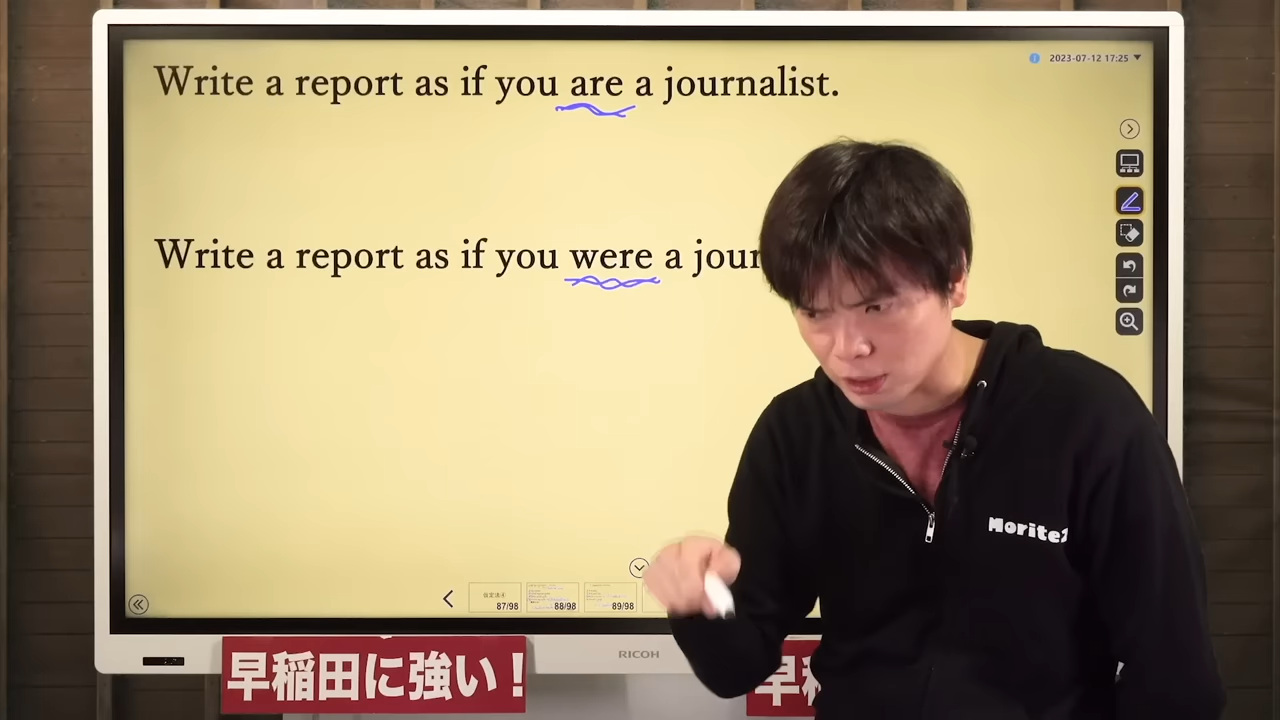 Write a report as if you are a journalist.
2023-07-12 17:25
Write a report as if you were a jour
Morite2
87/98
88/98
89/98
RICOH
早稲田に強い！
早稲